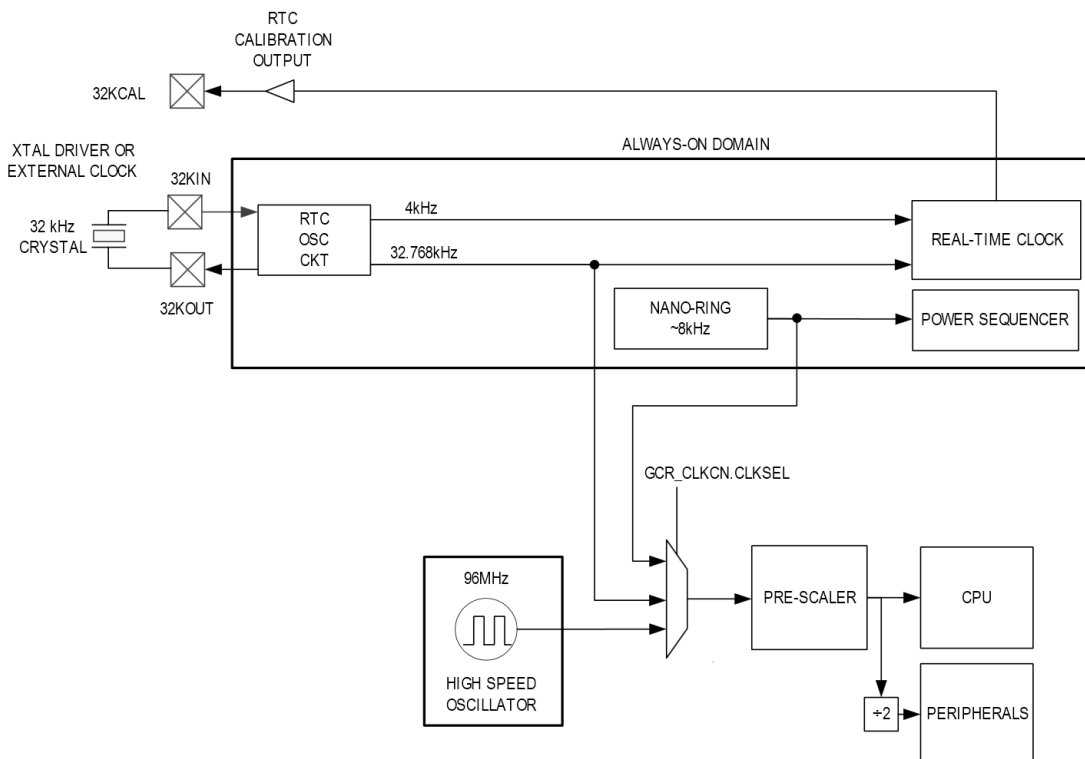 RTC
CALIBRATION
OUTPUT
32KCAL
XTAL DRIVER OR
EXTERNAL CLOCK
ALWAYS-ON DOMAIN
32KIN
32 kHz
CRYSTAL
32KOUT
RTC
OSC
CKT
4kHz
32.768kHz
REAL-TIME CLOCK
NANO-RING
~8kHz
POWER SEQUENCER
GCR_CLKCN.CLKSEL
96MHz
HIGH SPEED
OSCILLATOR
PRE-SCALER
CPU
÷2
PERIPHERALS